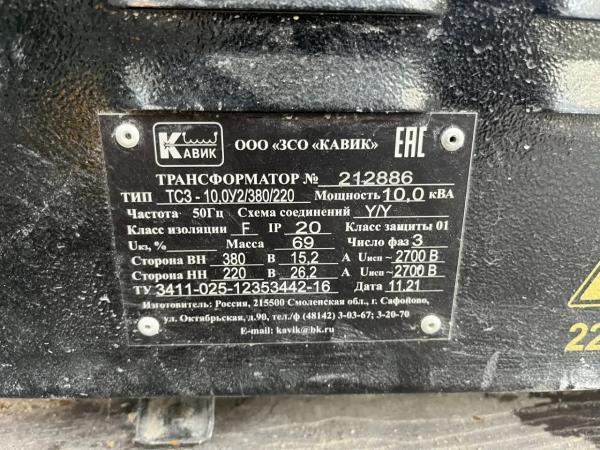 КАВИК
ООО «ЗСО «КАВИК»
EAC
ТРАНСФОРМАТОР № 212886
ТИП ТСЗ - 10,0У2/380/220 Мощность 10,0 кВА
Частота 50Гц Схема соединений Y/Y
Класс изоляции F IP 20 Класс защиты 01
Uкз, % Масса 69 Число фаз 3
Сторона ВН 380 В 15,2 А Uисп ~ 2700 В
Сторона НН 220 В 26,2 А Uисп ~ 2700 В
ТУ 3411-025-12353442-16 Дата 11.21
Изготовитель: Россия, 215500 Смоленская обл., г. Сафоново,
ул. Октябрьская, д.90, тел./ф (48142) 3-03-67; 3-20-70
E-mail: kavik@bk.ru
22